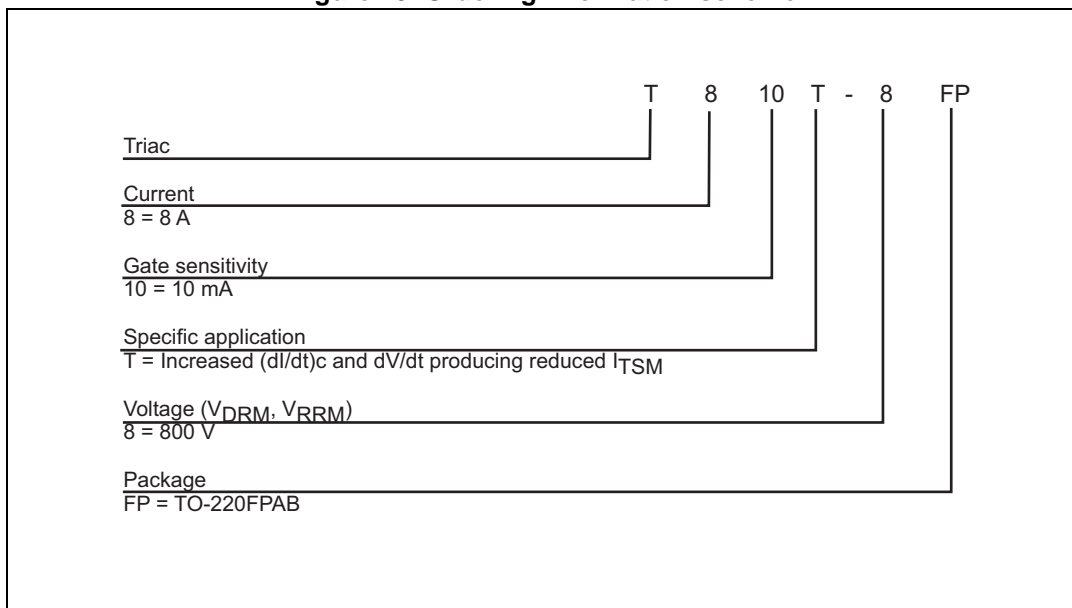 T 8 10 T - 8 FP
Triac
Current
8 = 8 A
Gate sensitivity
10 = 10 mA
Specific application
T = Increased (dI/dt)c and dV/dt producing reduced ITSM
Voltage (VDRM, VRRM)
8 = 800 V
Package
FP = TO-220FPAB